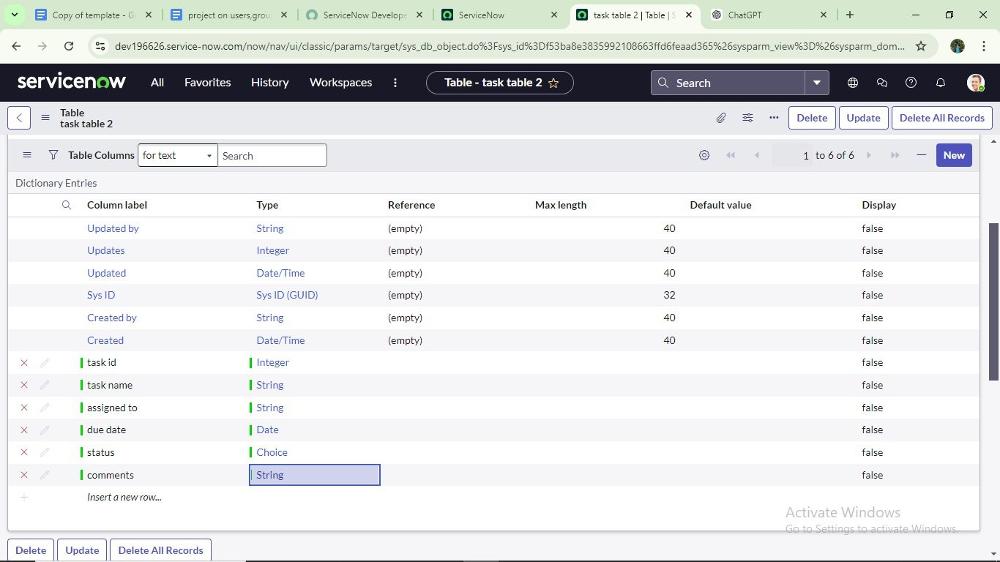 Copy of template - G
project on users,grou
ServiceNow Develope
ServiceNow
task table 2 | Table | S
ChatGPT
dev196626.service-now.com/now/nav/ui/classic/params/target/sys_db_object.do%3Fsys_id%3Df53ba8e3835992108663ffd6feaad365%26sysparm_view%3D%26sysparm_dom...
servicenow All Favorites History Workspaces Table - task table 2 Search
Table
task table 2
Delete Update Delete All Records
Table Columns for text Search 1 to 6 of 6 New
Dictionary Entries
Column label Type Reference Max length Default value Display
Updated by String (empty) 40 false
Updates Integer (empty) 40 false
Updated Date/Time (empty) 40 false
Sys ID Sys ID (GUID) (empty) 32 false
Created by String (empty) 40 false
Created Date/Time (empty) 40 false
task id Integer false
task name String false
assigned to String false
due date Date false
status Choice false
comments String false
Insert a new row...
Activate Windows
Go to Settings to activate Windows.
Delete Update Delete All Records